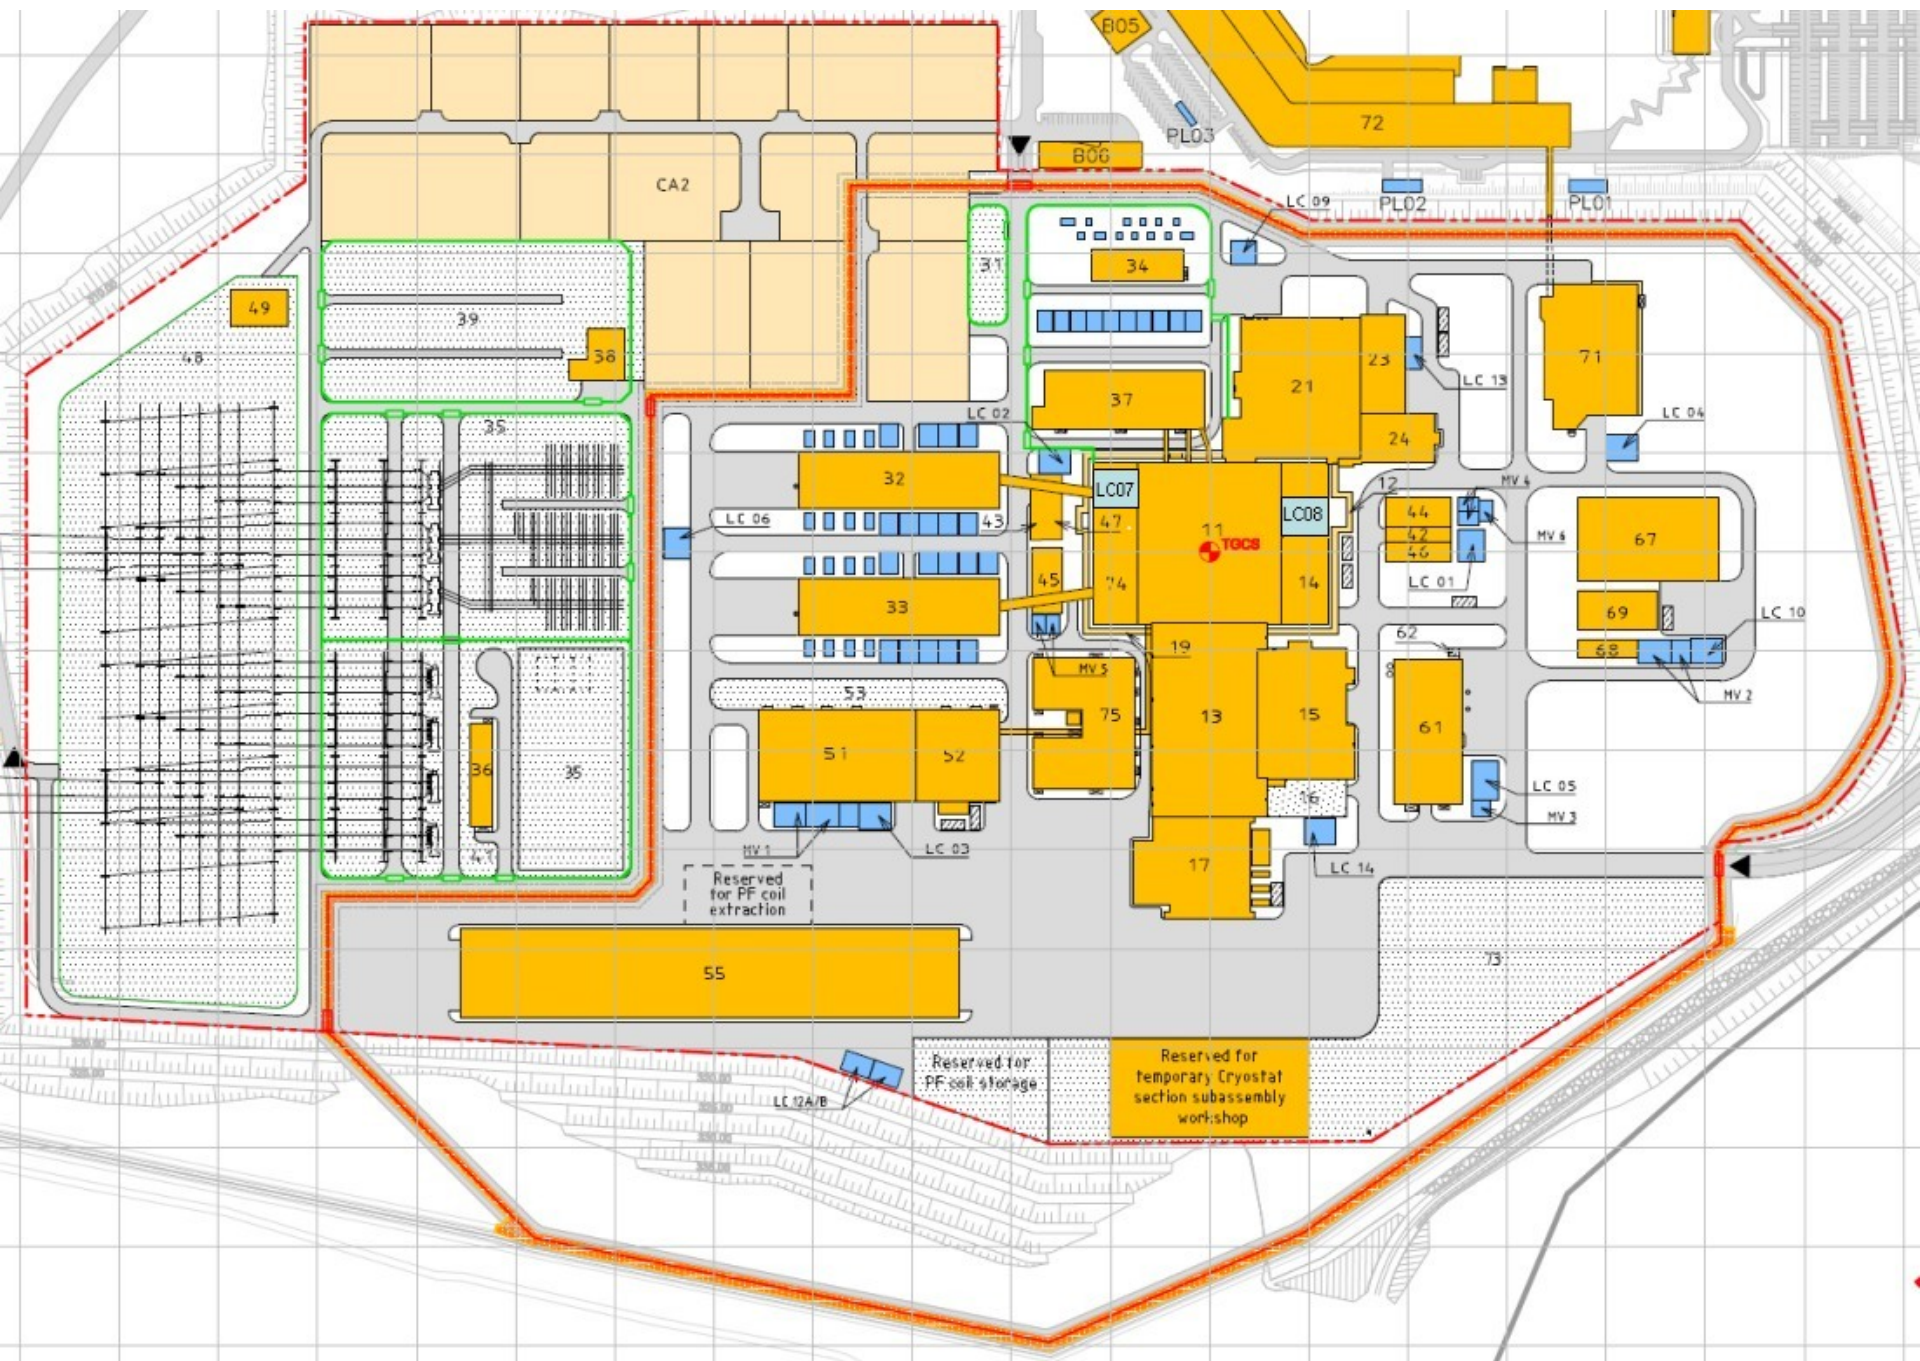 B05
72
PL03
B06
CA2
PL02
PL01
LC 09
31
34
49
39
48
38
23
71
21
LC 13
37
LC 02
LC 04
35
24
32
LC07
12
MV 4
LC 06
43
47
11
LC08
44
TGCS
42
MV 6
67
46
45
74
14
LC 01
33
69
LC 10
62
19
68
MV 5
MV 2
53
75
13
15
51
52
61
36
35
LC 05
16
MV 3
MV 1
LC 03
41
17
LC 14
Reserved
for PF coil
extraction
73
55
Reserved for
PF coil storage
Reserved for
temporary Cryostat
section subassembly
workshop
LC 12A/B